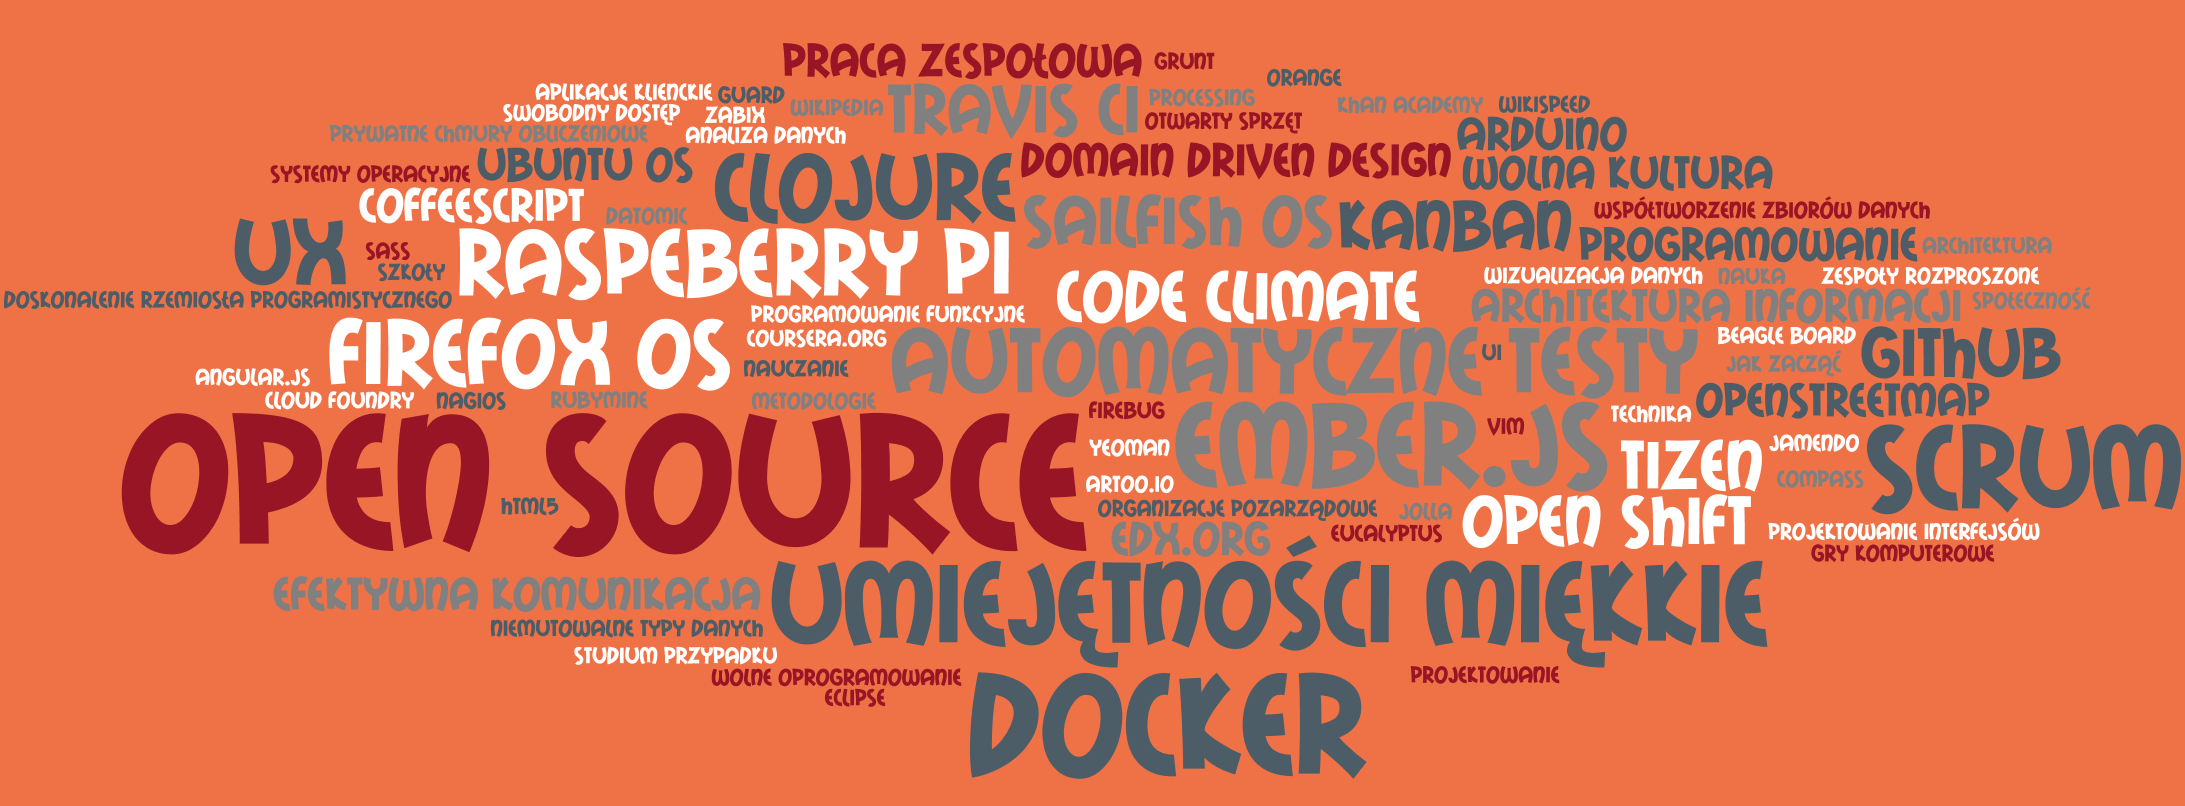 PRACA ZESPOŁOWA
GRUNT
ORANGE
APLIKACJE KLIENCKIE
GUARD
WIKIPEDIA
TRAVIS CI
PROCESSING
KHAN ACADEMY
WIKISPEED
SWOBODNY DOSTĘP
ZABIX
OTWARTY SPRZĘT
PRYWATNE CHMURY OBLICZENIOWE
ANALIZA DANYCH
ARDUINO
SYSTEMY OPERACYJNE
UBUNTU OS
CLOJURE
DOMAIN DRIVEN DESIGN
WOLNA KULTURA
COFFEESCRIPT
DATOMIC
SAILFISH OS
KANBAN
WSPÓŁTWORZENIE ZBIORÓW DANYCH
UX
SASS
SZKOŁY
RASPEBERRY PI
PROGRAMOWANIE
ARCHITEKTURA
CODE CLIMATE
WIZUALIZACJA DANYCH
NAUKA
ZESPOŁY ROZPROSZONE
DOSKONALENIE RZEMIOSŁA PROGRAMISTYCZNEGO
PROGRAMOWANIE FUNKCYJNE
ARCHITEKTURA INFORMACJI
SPOŁECZNOŚĆ
FIREFOX OS
COURSERA.ORG
AUTOMATYCZNE TESTY
UI
BEAGLE BOARD
GITHUB
ANGULAR.JS
NAUCZANIE
JAK ZACZĄĆ
CLOUD FOUNDRY
NAGIOS
RUBYMINE
METODOLOGIE
OPENSTREETMAP
OPEN SOURCE
FIREBUG
EMBER.JS
VIM
TECHNIKA
YEOMAN
TIZEN
JAMENDO
SCRUM
ARTOO.IO
COMPASS
HTML5
ORGANIZACJE POZARZĄDOWE
JOLLA
OPEN SHIFT
EDX.ORG
EUCALYPTUS
PROJEKTOWANIE INTERFEJSÓW
GRY KOMPUTEROWE
EFEKTYWNA KOMUNIKACJA
UMIEJĘTNOŚCI MIĘKKIE
NIEMUTOWALNE TYPY DANYCH
STUDIUM PRZYPADKU
WOLNE OPROGRAMOWANIE
PROJEKTOWANIE
ECLIPSE
DOCKER